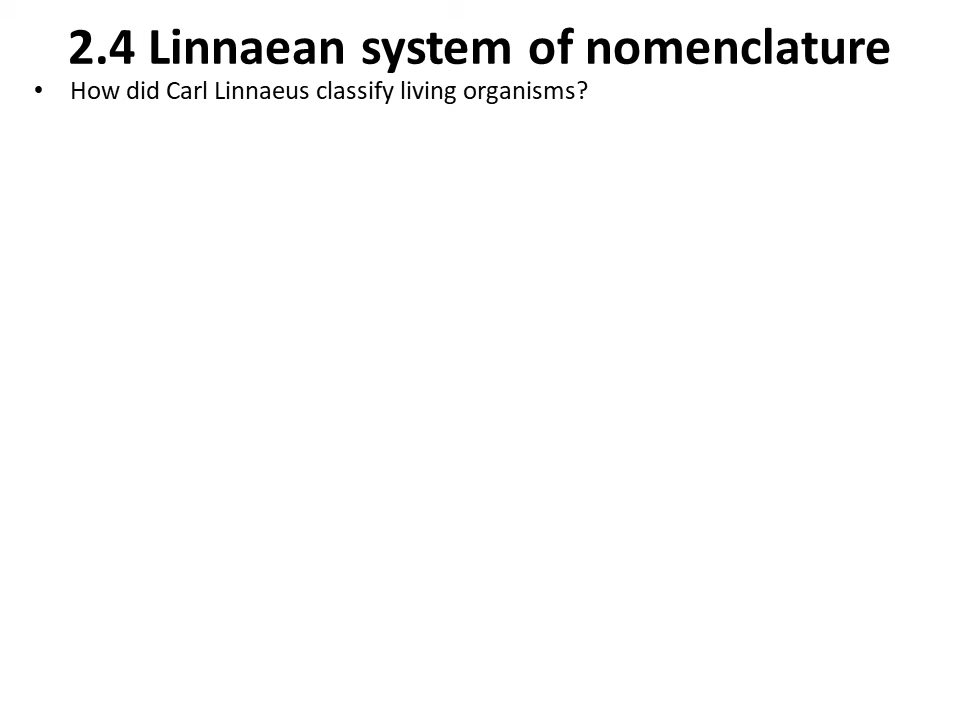 2.4 Linnaean system of nomenclature
• How did Carl Linnaeus classify living organisms?